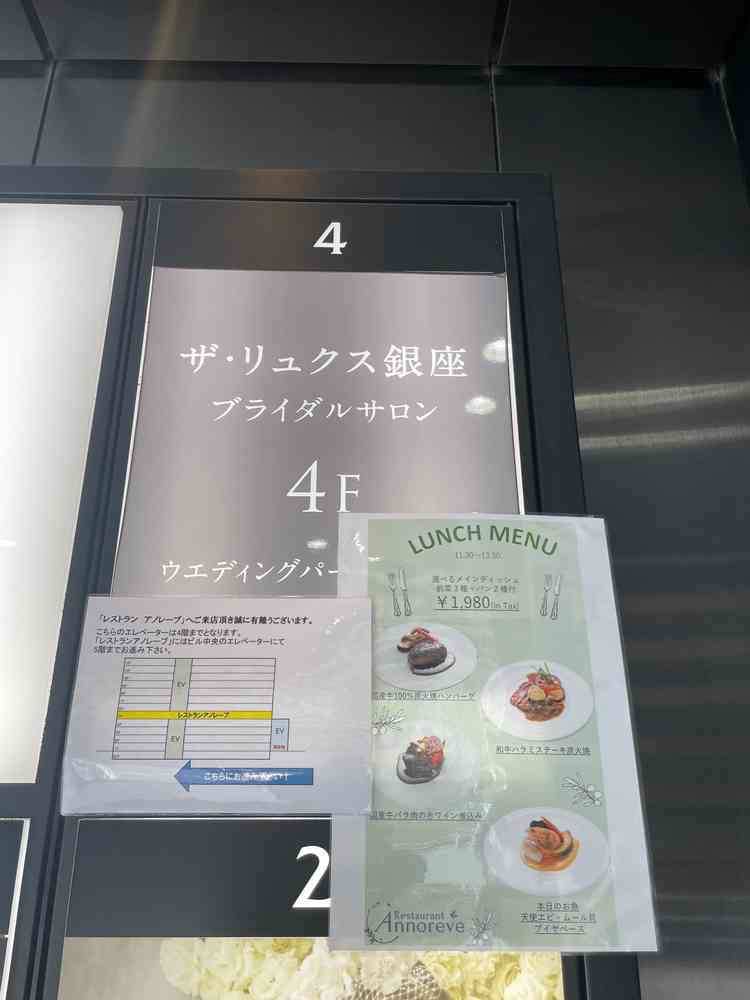 4
ザ・リュクス銀座
ブライダルサロン
4F
ウエディングパー
「レストラン アノレーブ」へご来店頂き誠に有難うございます。
こちらのエレベーターは4階までとなります。
「レストランアノレーブ」にはビル中央のエレベーターにて
5階までお進み下さい。
EV
レストランアノレーブ
EV
EV
こちらにお進み下さい！
LUNCH MENU
選べるメインディッシュ
前菜3種+パン2種付
￥1,980(in Tax)
国産牛100%炭火焼ハンバーグ
和牛ハラミステーキ炭火焼
国産牛バラ肉の赤ワイン煮込み
本日のお魚
天使エビ・ムール貝
ブイヤベース
Restaurant
Annoreve
2